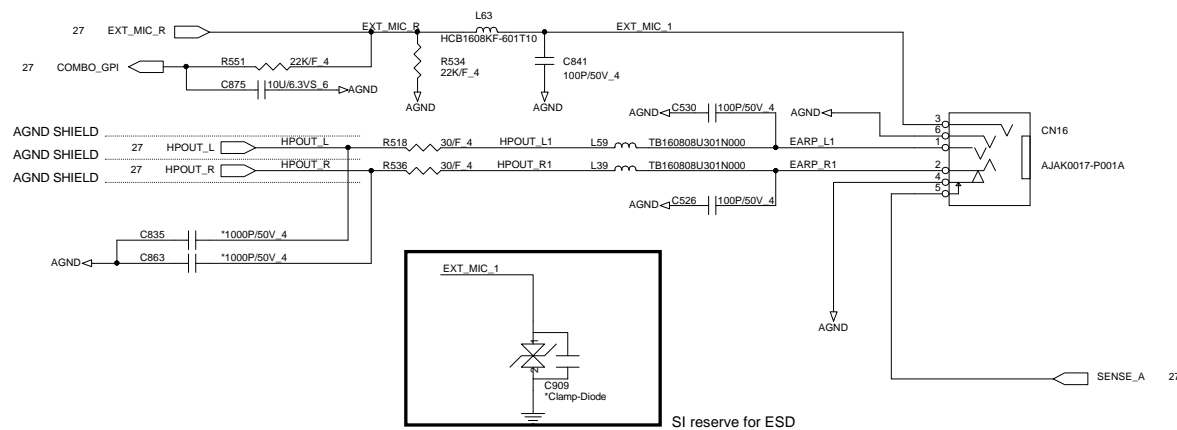 L63
27 EXT_MIC_R EXT_MIC_R EXT_MIC_1
HCB1608KF-601T10
27 COMBO_GPI R551 22K/F_4 R534 22K/F_4 C841 100P/50V_4
C875 10U/6.3VS_6 AGND
AGND AGND
AGND C530 100P/50V_4 AGND
3
6
1
2
4
5
CN16
AJAK0017-P001A
AGND SHIELD
27 HPOUT_L HPOUT_L R518 30/F_4 HPOUT_L1 L59 TB160808U301N000 EARP_L1
AGND SHIELD
27 HPOUT_R HPOUT_R R536 30/F_4 HPOUT_R1 L39 TB160808U301N000 EARP_R1
AGND SHIELD
AGND C526 100P/50V_4
C835 *1000P/50V_4
AGND C863 *1000P/50V_4
EXT_MIC_1
1
2
C909
*Clamp-Diode
AGND
SENSE_A 27
SI reserve for ESD